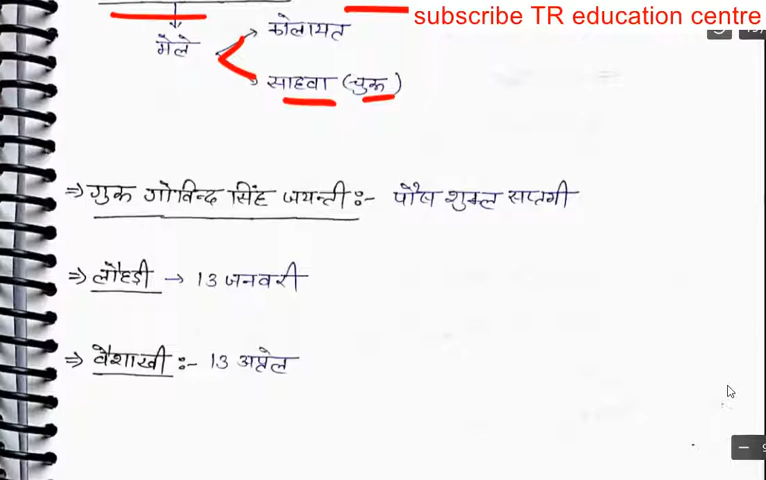 subscribe TR education centre
कोलायत
मेले
साहवा (चुरू)
⇒ गुरू गोविन्द सिंह जयन्ती :- पौष शुक्ल सप्तमी
⇒ लौहड़ी → 13 जनवरी
⇒ वैशाखी :- 13 अप्रेल